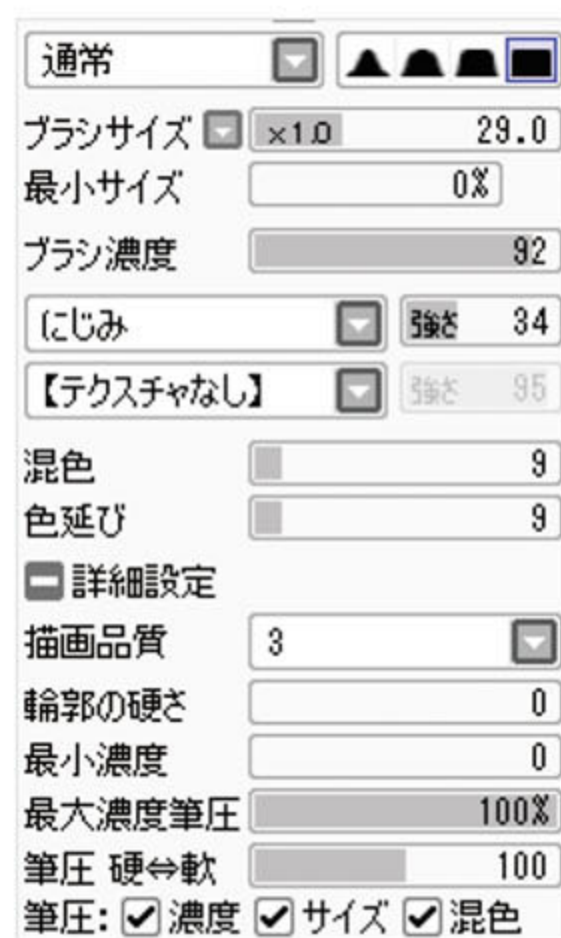 通常
ブラシサイズ ×1.0 29.0
最小サイズ 0%
ブラシ濃度 92
にじみ 強さ 34
【テクスチャなし】 強さ 95
混色 9
色延び 9
詳細設定
描画品質 3
輪郭の硬さ 0
最小濃度 0
最大濃度筆圧 100%
筆圧 硬⇔軟 100
筆圧: 濃度 サイズ 混色